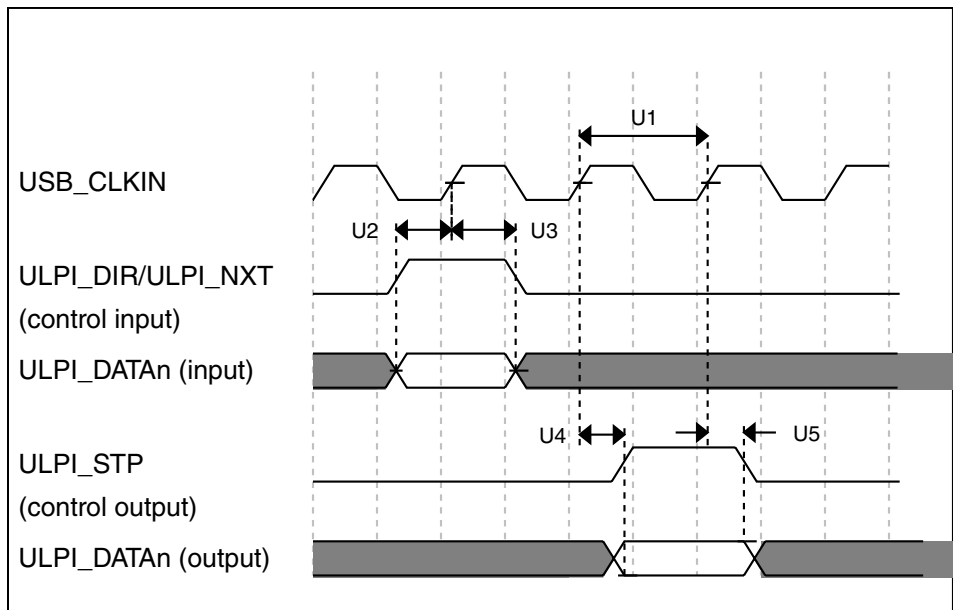 U1
USB_CLKIN
U2
U3
ULPI_DIR/ULPI_NXT
(control input)
ULPI_DATAn (input)
U4
U5
ULPI_STP
(control output)
ULPI_DATAn (output)